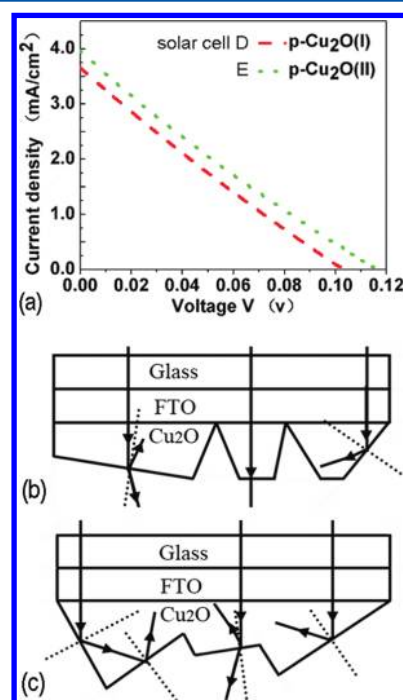 solar cell D p-Cu₂O(I)
E p-Cu₂O(II)
Current density (mA/cm²)
4.0
3.0
2.0
1.0
0.0
0.00 0.02 0.04 0.06 0.08 0.10 0.12
Voltage V (v)
(a)
Glass
FTO
Cu₂O
(b)
Glass
FTO
Cu₂O
(c)